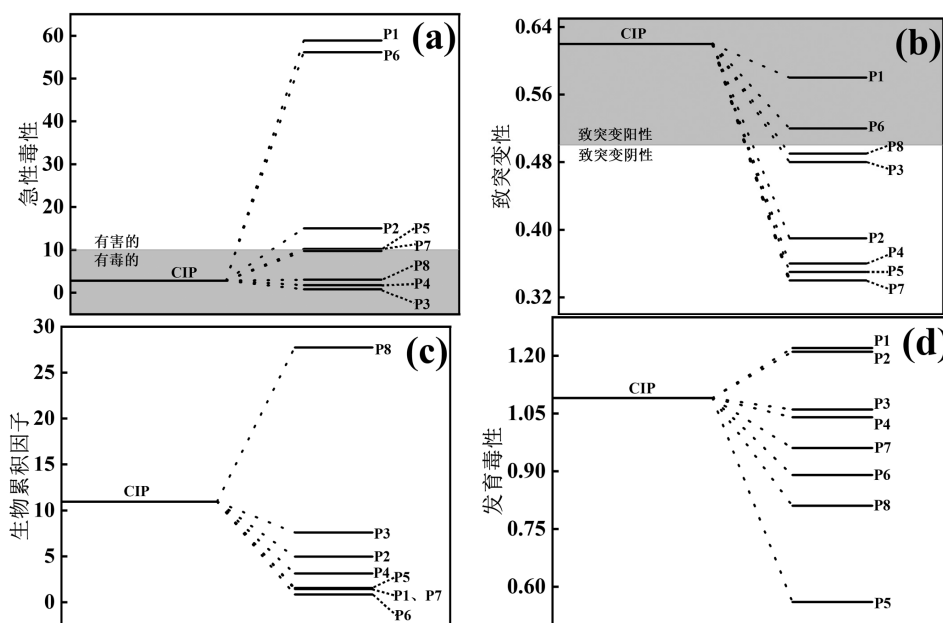 (a)
急性毒性
60
50
40
30
20
10
0
P1
P6
P2
P5
P7
有害的
有毒的
CIP
P8
P4
P3
(b)
致突变性
0.64
0.56
0.48
0.40
0.32
CIP
P1
P6
致突变阳性
致突变阴性
P8
P3
P2
P4
P5
P7
(c)
生物累积因子
30
25
20
15
10
5
0
P8
CIP
P3
P2
P4
P5
P1、P7
P6
(d)
发育毒性
1.20
1.05
0.90
0.75
0.60
P1
P2
CIP
P3
P4
P7
P6
P8
P5